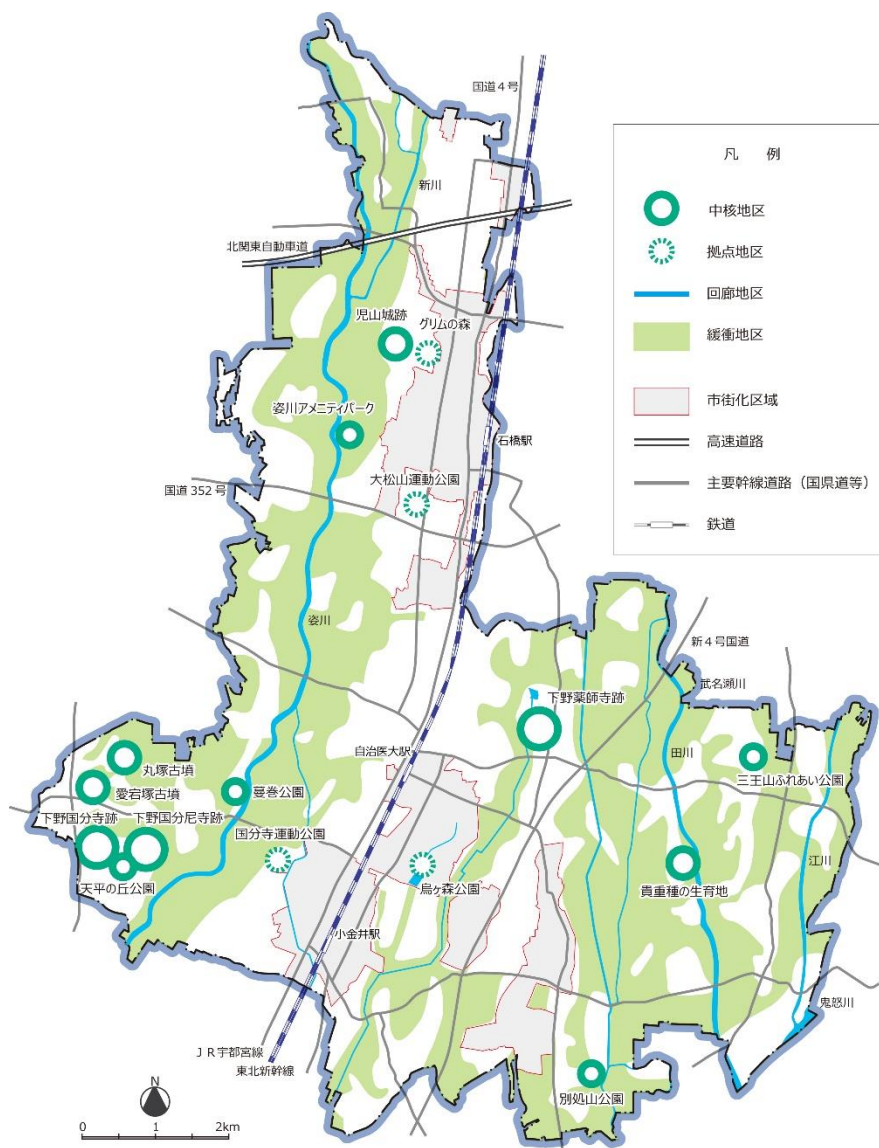 国道４号
新川
北関東自動車道
児山城跡
グリムの森
姿川アメニティパーク
石橋駅
大松山運動公園
国道 352 号
姿川
新４号国道
武名瀬川
下野薬師寺跡
田川
自治医大駅
三王山ふれあい公園
丸塚古墳
愛宕塚古墳
蔓巻公園
下野国分寺跡
下野国分尼寺跡
国分寺運動公園
天平の丘公園
烏ヶ森公園
貴重種の生育地
江川
小金井駅
鬼怒川
ＪＲ宇都宮線
東北新幹線
別処山公園
N
0 1 2km
凡 例
中核地区
拠点地区
回廊地区
緩衝地区
市街化区域
高速道路
主要幹線道路（国県道等）
鉄道